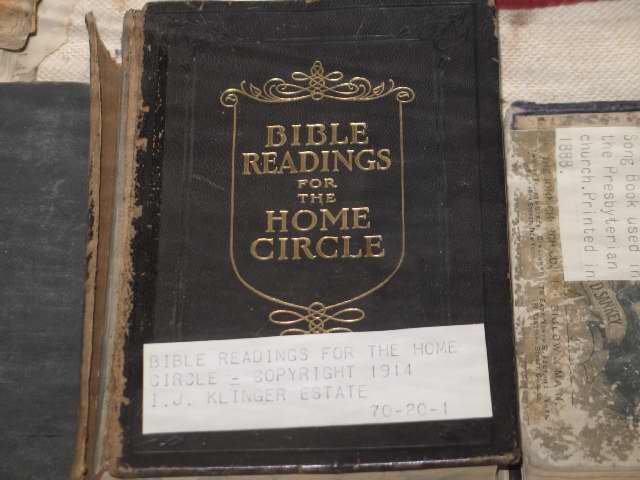 BIBLE
READINGS
FOR
THE
HOME
CIRCLE
BIBLE READINGS FOR THE HOME
CIRCLE - COPYRIGHT 1914
I.J. KLINGER ESTATE
70-20-1
Song Book used in
the Presbyterian
church.Printed in
1888.